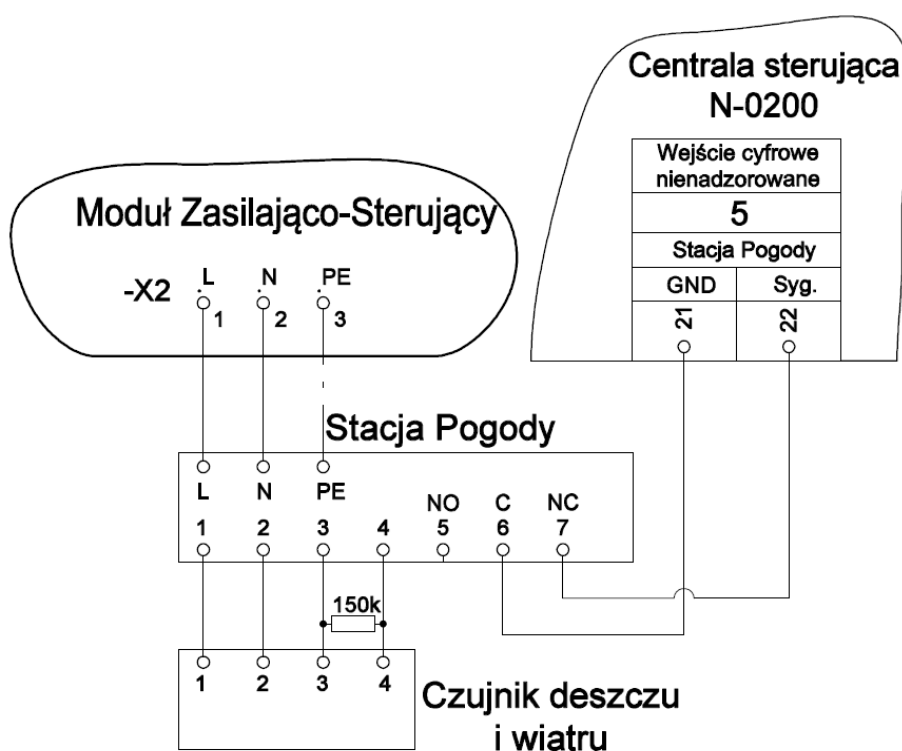 Centrala sterująca
N-0200
Wejście cyfrowe
nienadzorowane
5
Stacja Pogody
GND Syg.
21 22
Moduł Zasilająco-Sterujący
-X2 L N PE
1 2 3
Stacja Pogody
L N PE NO C NC
1 2 3 4 5 6 7
150k
1 2 3 4
Czujnik deszczu
i wiatru